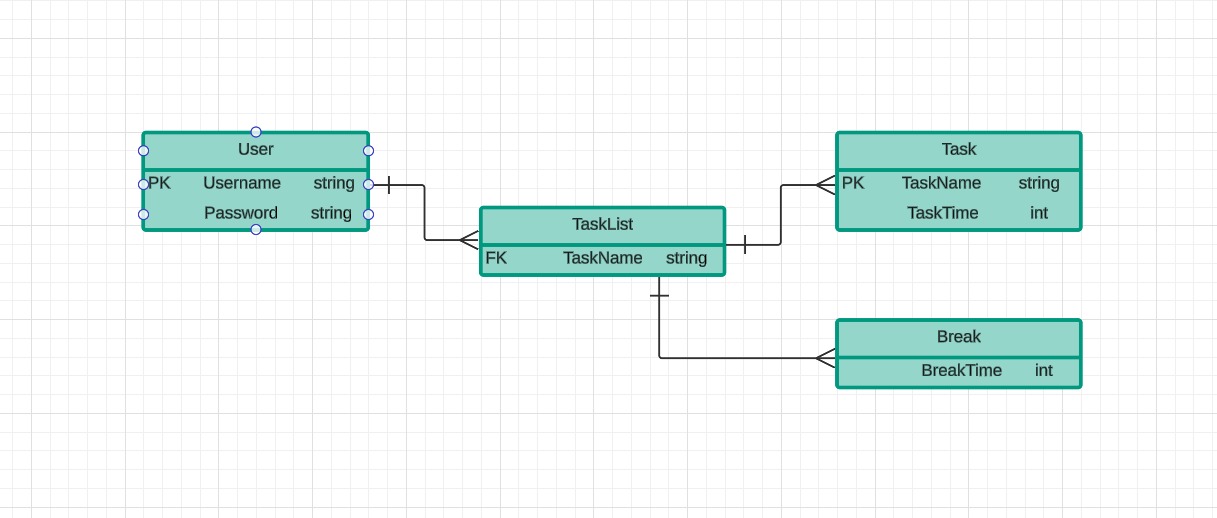 User
PK Username string
Password string
TaskList
FK TaskName string
Task
PK TaskName string
TaskTime int
Break
BreakTime int